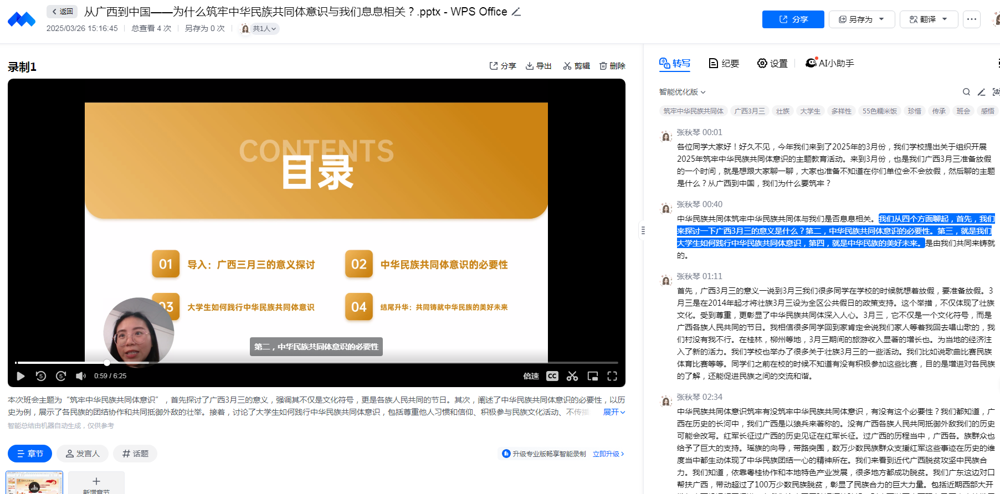 返回
从广西到中国——为什么筑牢中华民族共同体意识与我们息息相关？.pptx - WPS Office
2025/03/26 15:16:45
总查看 4 次
另存为 0 次
共1人
分享
另存为
翻译
录制1
分享
导出
剪辑
删除
CONTENTS
目录
01
导入：广西三月三的意义探讨
02
中华民族共同体意识的必要性
03
大学生如何践行中华民族共同体意识
04
结尾升华：共同铸就中华民族的美好未来
第二，中华民族共同体意识的必要性
5
5
0:59 / 6:25
倍速
CC
本次班会主题为“筑牢中华民族共同体意识”，首先探讨了广西3月三的意义，强调其不仅是文化符号，更是各族人民共同的节日。其次，阐述了中华民族共同体意识的必要性，以历
史为例，展示了各民族的团结协作和共同抵御外敌的壮举。接着，讨论了大学生如何践行中华民族共同体意识，包括尊重他人习惯和信仰、积极参与民族文化活动、不传播
展开
智能总结由机器自动生成，仅供参考
章节
发言人
话题
升级专业版畅享智能录制
立即升级
新增章节
转写
纪要
设置
AI小助手
智能优化版
筑牢中华民族共同体
广西3月三
壮族
大学生
多样性
55色糯米饭
珍惜
传承
班会
感悟
张秋琴 00:01
各位同学大家好！好久不见，今年我们来到了2025年的3月份，我们学校提出关于组织开展
2025年筑牢中华民族共同体意识的主题教育活动。来到3月份，也是我们广西3月三准备放假
的一个时间，就是想跟大家聊一聊，大家也准备不知道在你们单位会不会放假，然后聊的主题
是什么？从广西到中国，我们为什么要筑牢？
张秋琴 00:40
中华民族共同体筑牢中华民族共同体与我们是否息息相关。我们从四个方面聊起，首先，我们
来探讨一下广西3月三的意义是什么？第二，中华民族共同体意识的必要性。第三，就是我们
大学生如何践行中华民族共同体意识，第四，就是中华民族的美好未来。是由我们共同来铸就
的。
张秋琴 01:11
首先，广西3月三的意义一说到3月三我们很多同学在学校的时候就想着放假，要准备放假。3
月三是在2014年起才将壮族3月三设为全区公共假日的政策支持。这个举措，不仅体现了壮族
文化。受到尊重，更彰显了中华民族共同体深入人心。3月三，它不仅是一个文化符号，而是
广西各族人民共同的节日。我相信很多同学回到家肯定会说我们家人等着我回去唱山歌的，我
们村没有我不行。在桂林，柳州等地，3月三期间的旅游收入显著的增长也。为当地的经济注
入了新的活力。我们学校也举办了很多关于壮族3月三的一些活动。我们比如说歌曲比赛民族
体育比赛等等。同学们之前在校的时候不知道有没有积极参加这些比赛，目的是增进对各民族
的了解，还能促进民族之间的交流和谐。
张秋琴 02:34
中华民族共同体意识筑牢有没筑牢中华民族共同体意识，有没有这个必要性？我们都知道，广
西在历史的长河中，我们广西是以狼兵来著称的。没有广西各族人民共同抵御外敌我们的历史
可能会改写。红军长征过广西的历史见证在红军长征。过广西的历程当中，广西各。族群众也
给予了巨大的支持。瑶族的向导，带路突围，数万少数民族群众支援红军这些事迹在历史的维
度当中都生动体现了中华民族团结一心的精神所在。我们来看到近代广西脱贫攻坚中民族合
力。我们知道，依靠粤桂协作和本地特色产业发展，很多地方都成功脱贫。我们广东这边对口
帮扶广西，带动超过了100万少数民族脱贫，彰显了民族合力的巨大力量。包括近期西部大开